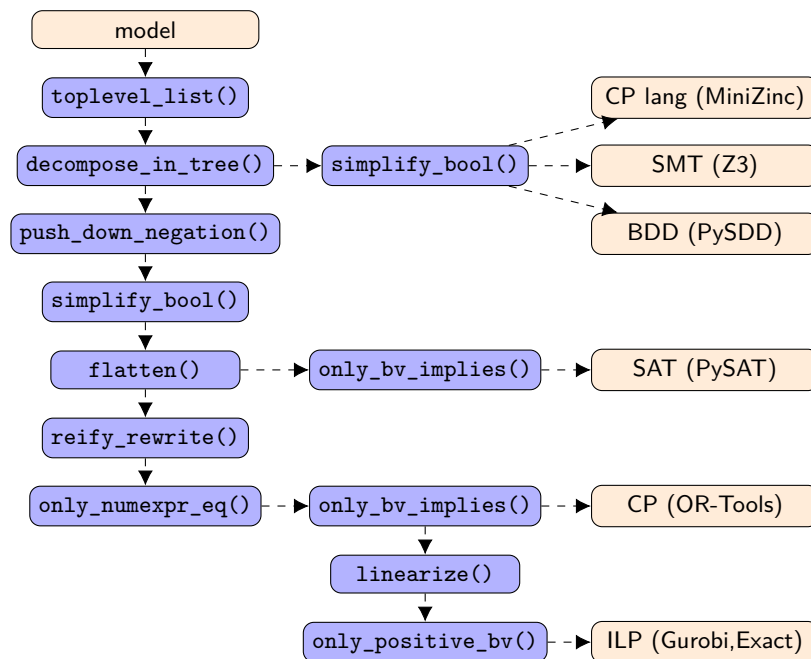 model
toplevel_list()
CP lang (MiniZinc)
decompose_in_tree()
simplify_bool()
SMT (Z3)
push_down_negation()
BDD (PySDD)
simplify_bool()
flatten()
only_bv_implies()
SAT (PySAT)
reify_rewrite()
only_numexpr_eq()
only_bv_implies()
CP (OR-Tools)
linearize()
only_positive_bv()
ILP (Gurobi,Exact)